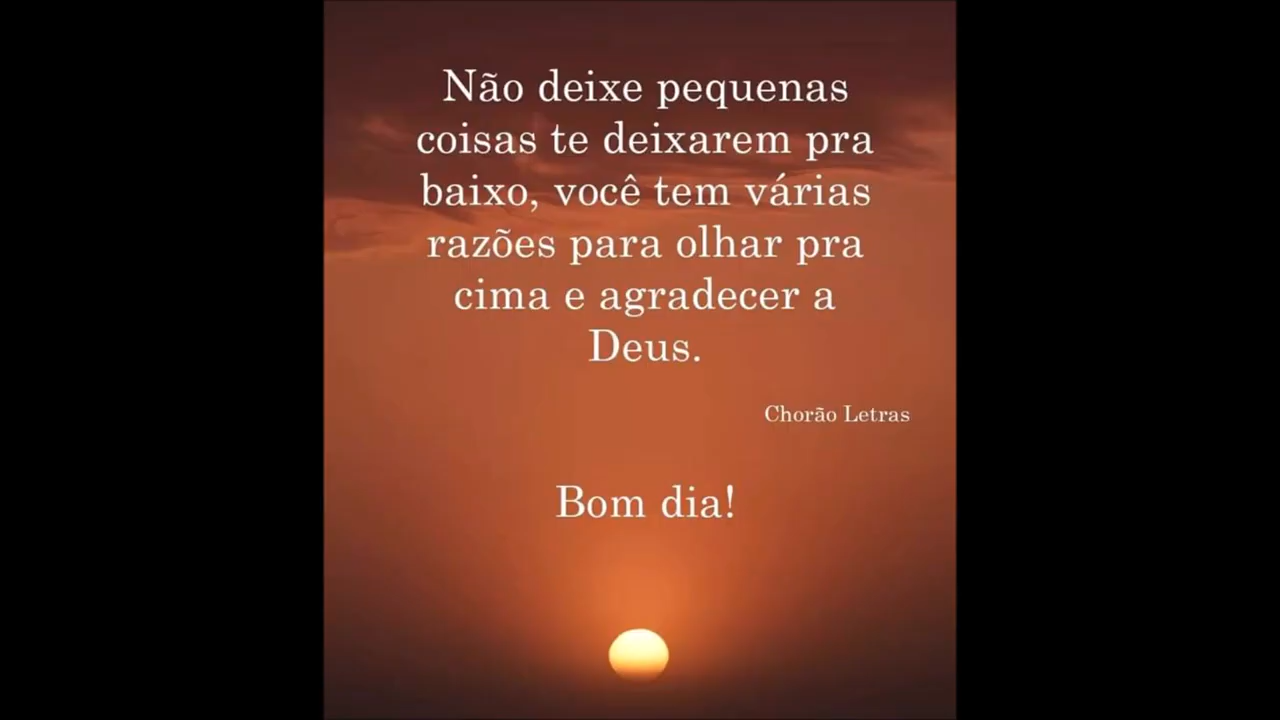 Não deixe pequenas
coisas te deixarem pra
baixo, você tem várias
razões para olhar pra
cima e agradecer a
Deus.
Chorão Letras
Bom dia!